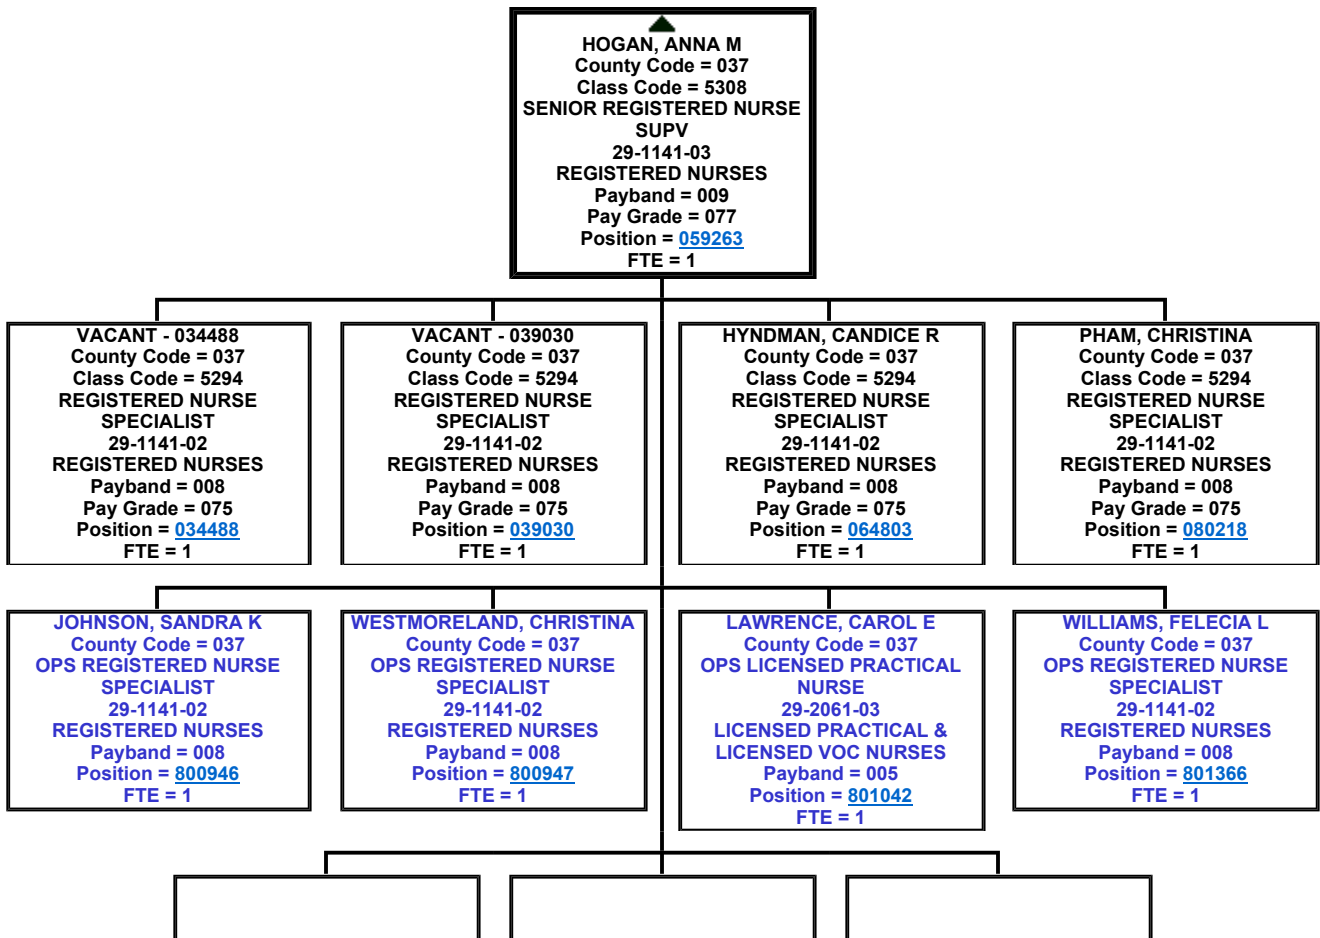 HOGAN, ANNA M
County Code = 037
Class Code = 5308
SENIOR REGISTERED NURSE
SUPV
29-1141-03
REGISTERED NURSES
Payband = 009
Pay Grade = 077
Position = 059263
FTE = 1
VACANT - 034488
County Code = 037
Class Code = 5294
REGISTERED NURSE
SPECIALIST
29-1141-02
REGISTERED NURSES
Payband = 008
Pay Grade = 075
Position = 034488
FTE = 1
VACANT - 039030
County Code = 037
Class Code = 5294
REGISTERED NURSE
SPECIALIST
29-1141-02
REGISTERED NURSES
Payband = 008
Pay Grade = 075
Position = 039030
FTE = 1
HYNDMAN, CANDICE R
County Code = 037
Class Code = 5294
REGISTERED NURSE
SPECIALIST
29-1141-02
REGISTERED NURSES
Payband = 008
Pay Grade = 075
Position = 064803
FTE = 1
PHAM, CHRISTINA
County Code = 037
Class Code = 5294
REGISTERED NURSE
SPECIALIST
29-1141-02
REGISTERED NURSES
Payband = 008
Pay Grade = 075
Position = 080218
FTE = 1
JOHNSON, SANDRA K
County Code = 037
OPS REGISTERED NURSE
SPECIALIST
29-1141-02
REGISTERED NURSES
Payband = 008
Position = 800946
FTE = 1
WESTMORELAND, CHRISTINA
County Code = 037
OPS REGISTERED NURSE
SPECIALIST
29-1141-02
REGISTERED NURSES
Payband = 008
Position = 800947
FTE = 1
LAWRENCE, CAROL E
County Code = 037
OPS LICENSED PRACTICAL
NURSE
29-2061-03
LICENSED PRACTICAL &
LICENSED VOC NURSES
Payband = 005
Position = 801042
FTE = 1
WILLIAMS, FELECIA L
County Code = 037
OPS REGISTERED NURSE
SPECIALIST
29-1141-02
REGISTERED NURSES
Payband = 008
Position = 801366
FTE = 1